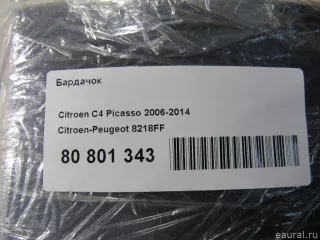 Бардачок
Citroen C4 Picasso 2006-2014
Citroen-Peugeot 8218FF
80 801 343
eaural.ru